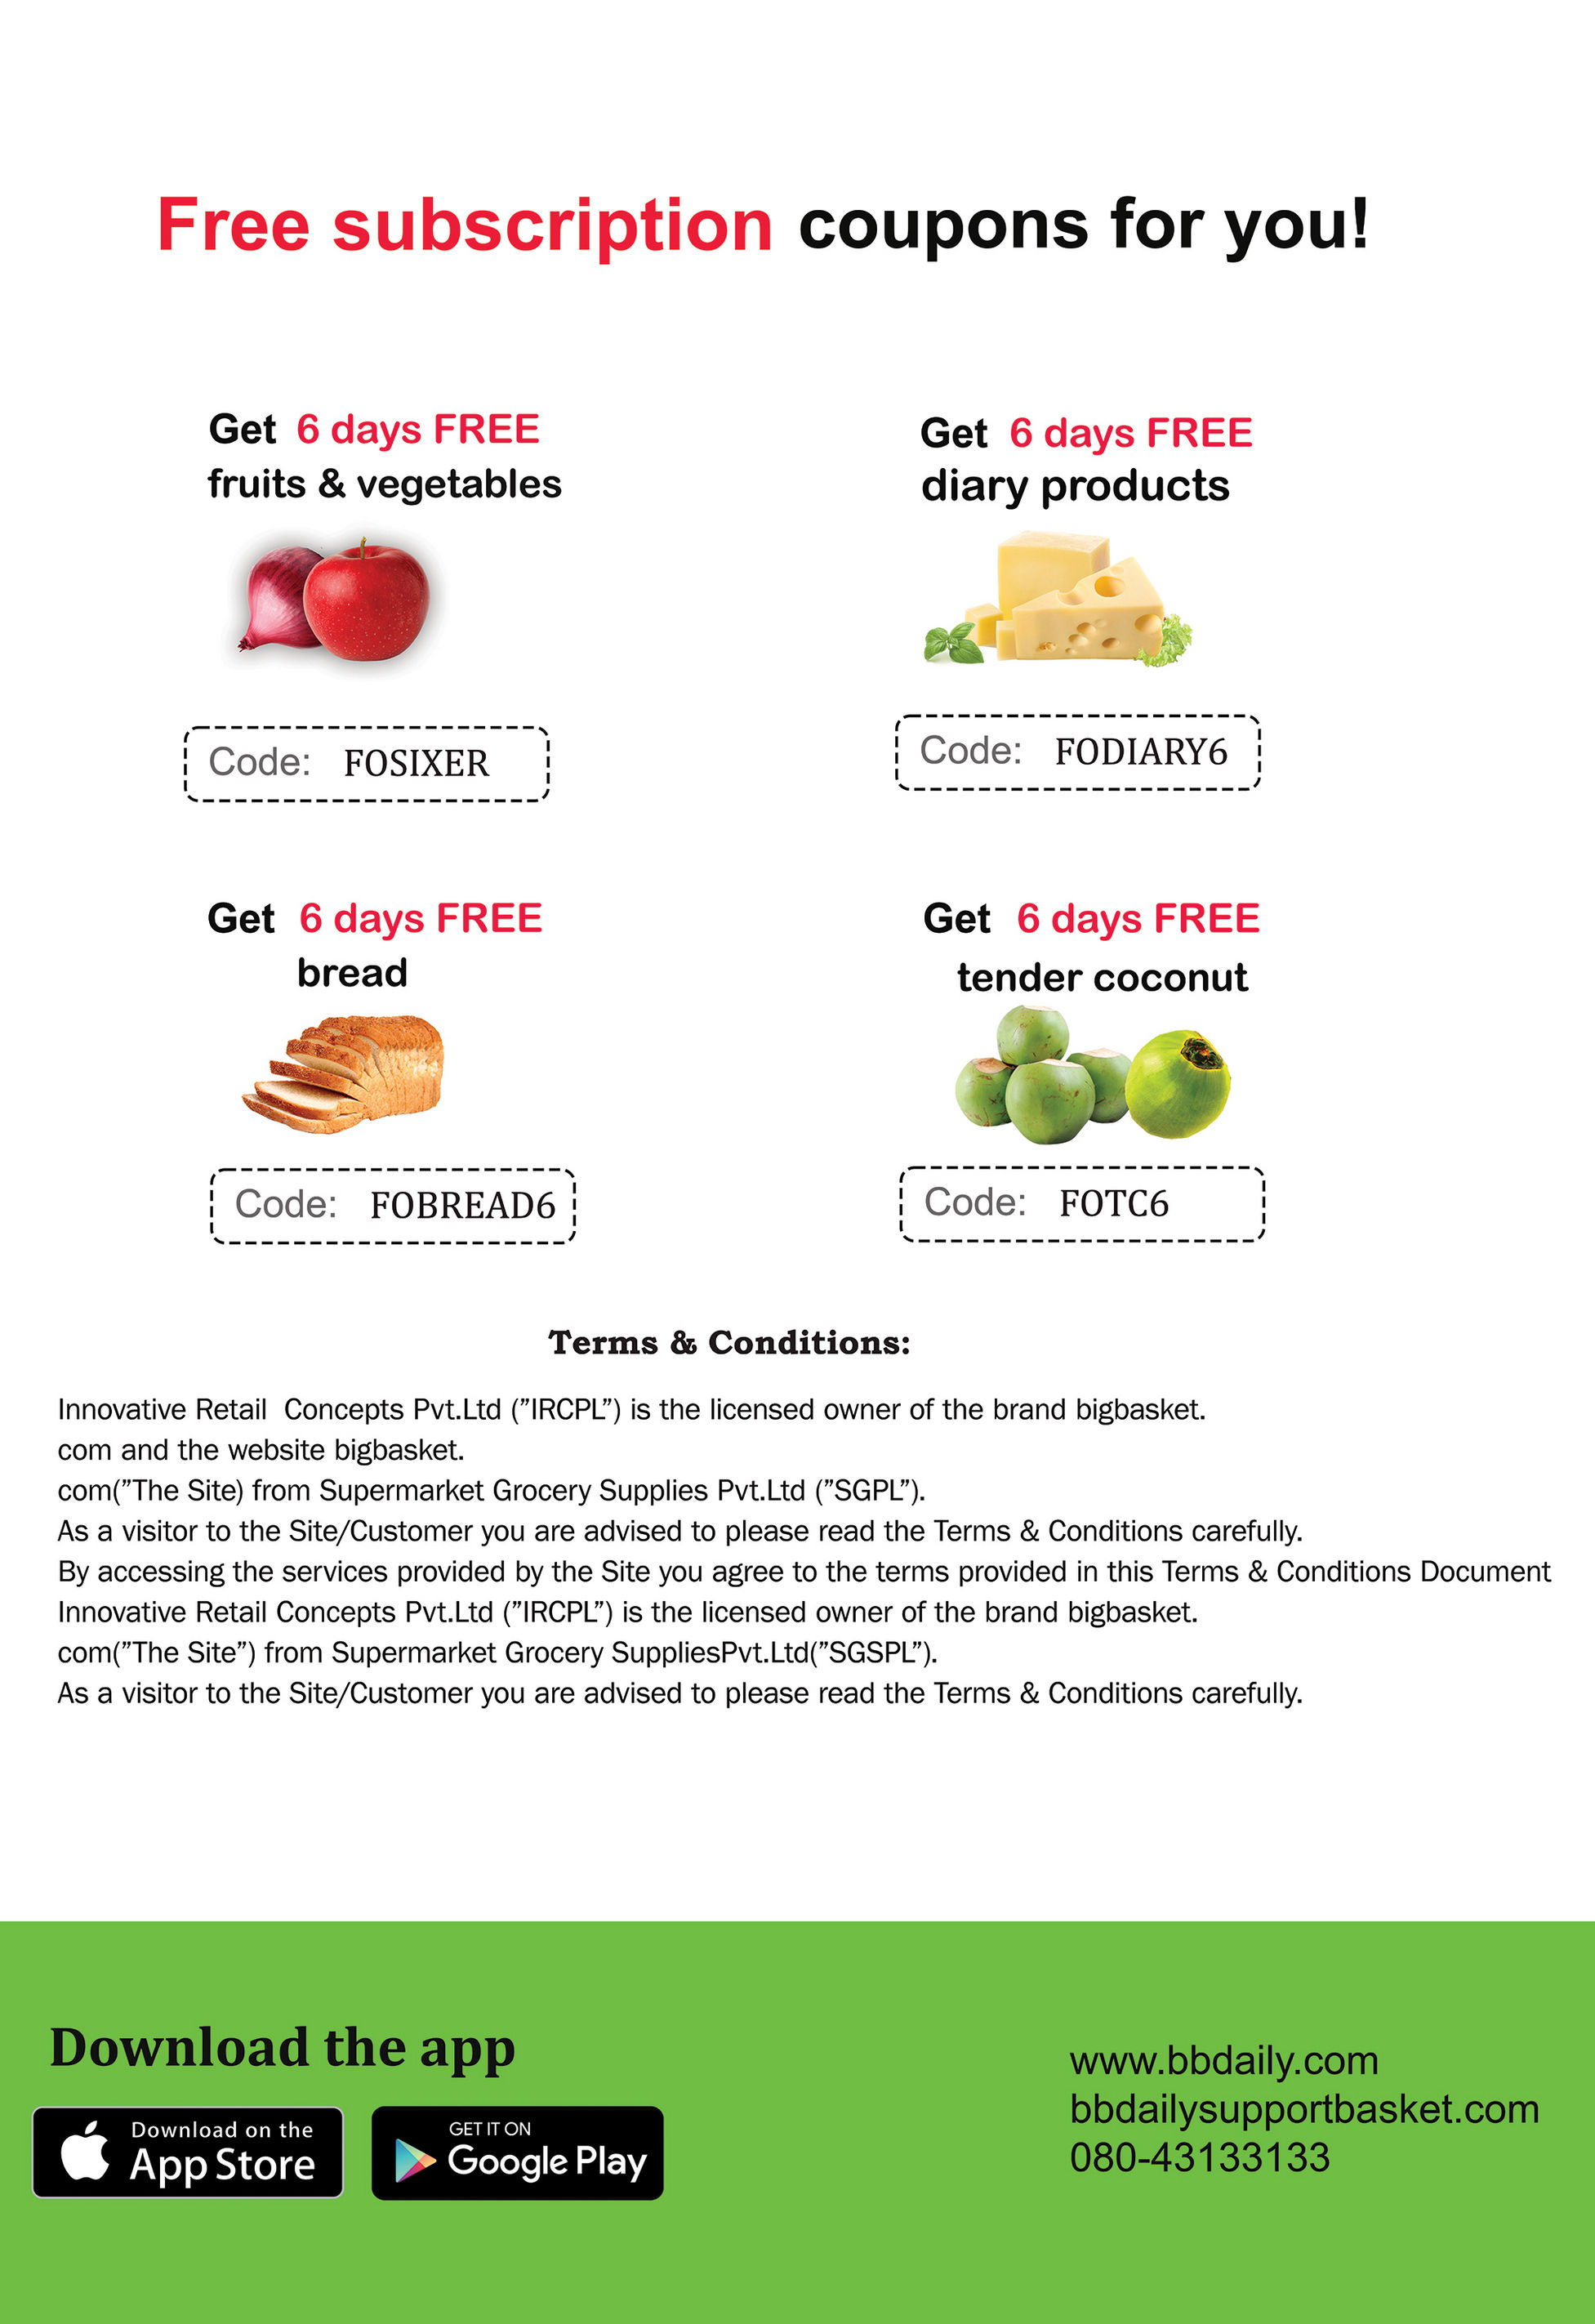 Free subscription coupons for you!
Get 6 days FREE
fruits & vegetables
Code: FOSIXER
Get 6 days FREE
diary products
Code: FODIARY6
Get 6 days FREE
bread
Code: FOBREAD6
Get 6 days FREE
tender coconut
Code: FOTC6
Terms & Conditions:
Innovative Retail Concepts Pvt.Ltd (”IRCPL”) is the licensed owner of the brand bigbasket.
com and the website bigbasket.
com(”The Site) from Supermarket Grocery Supplies Pvt.Ltd (”SGPL”).
As a visitor to the Site/Customer you are advised to please read the Terms & Conditions carefully.
By accessing the services provided by the Site you agree to the terms provided in this Terms & Conditions Document
Innovative Retail Concepts Pvt.Ltd (”IRCPL”) is the licensed owner of the brand bigbasket.
com(”The Site”) from Supermarket Grocery SuppliesPvt.Ltd(”SGSPL”).
As a visitor to the Site/Customer you are advised to please read the Terms & Conditions carefully.
Download the app
Download on the
App Store
GET IT ON
Google Play
www.bbdaily.com
bbdailysupportbasket.com
080-43133133